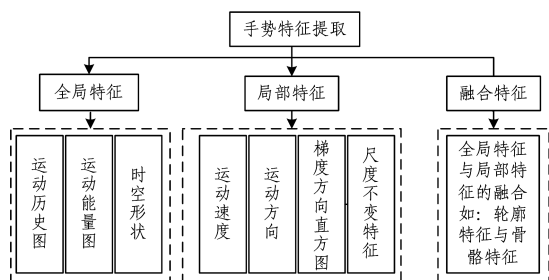 手势特征提取
全局特征
局部特征
融合特征
运动历史图
运动能量图
时空形状
运动速度
运动方向
梯度方向直方图
尺度不变特征
全局特征
与局部特
征的融合
如：轮廓
特征与骨
骼特征